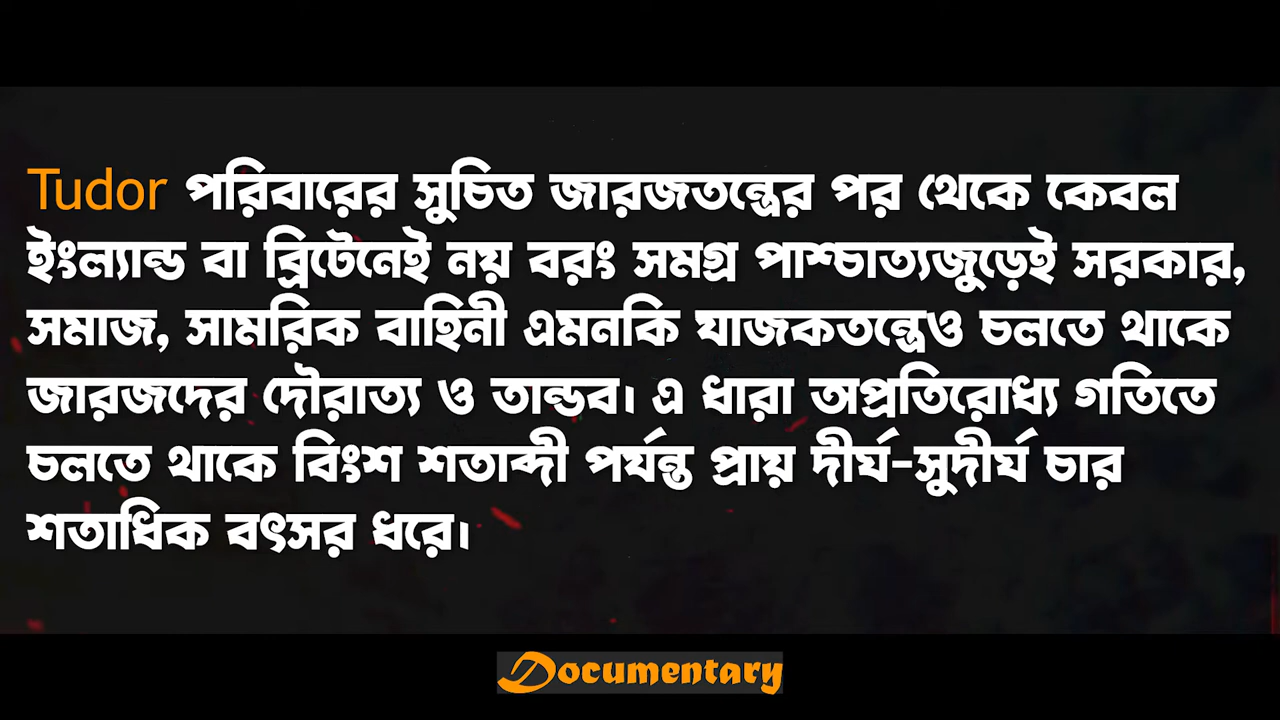 Tudor পরিবারের সুচিত জারজতন্ত্রের পর থেকে কেবল
ইংল্যান্ড বা ব্রিটেনেই নয় বরং সমগ্র পাশ্চাত্যজুড়েই সরকার,
সমাজ, সামরিক বাহিনী এমনকি যাজকতন্ত্রেও চলতে থাকে
জারজদের দৌরাত্য ও তান্ডব। এ ধারা অপ্রতিরোধ্য গতিতে
চলতে থাকে বিংশ শতাব্দী পর্যন্ত প্রায় দীর্ঘ-সুদীর্ঘ চার
শতাধিক বৎসর ধরে।
Documentary